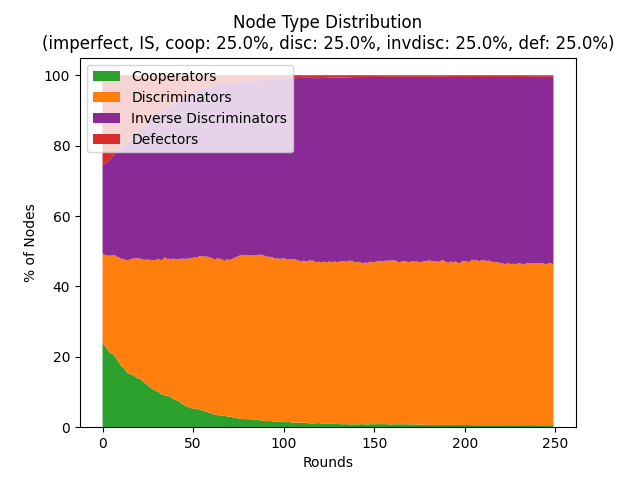 Node Type Distribution
(imperfect, IS, coop: 25.0%, disc: 25.0%, invdisc: 25.0%, def: 25.0%)
100
80
60
40
20
0
% of Nodes
Cooperators
Discriminators
Inverse Discriminators
Defectors
0 50 100 150 200 250
Rounds